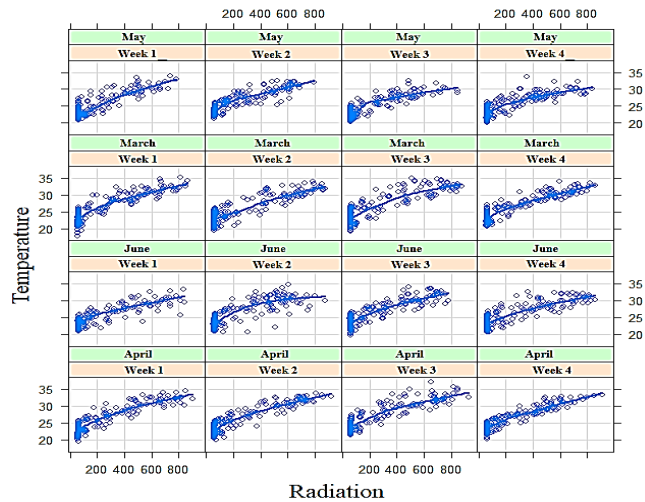 200 400 600 800 200 400 600 800
May May May May
Week 1_ Week 2 Week 3 Week 4_
35
30
25
20
March March March March
Week 1 Week 2 Week 3 Week 4
35
30
25
20
June June June June
Week 1 Week 2 Week 3 Week 4
35
30
25
20
April April April April
Week 1 Week 2 Week 3 Week 4
35
30
25
20
200 400 600 800 200 400 600 800
Temperature
Radiation